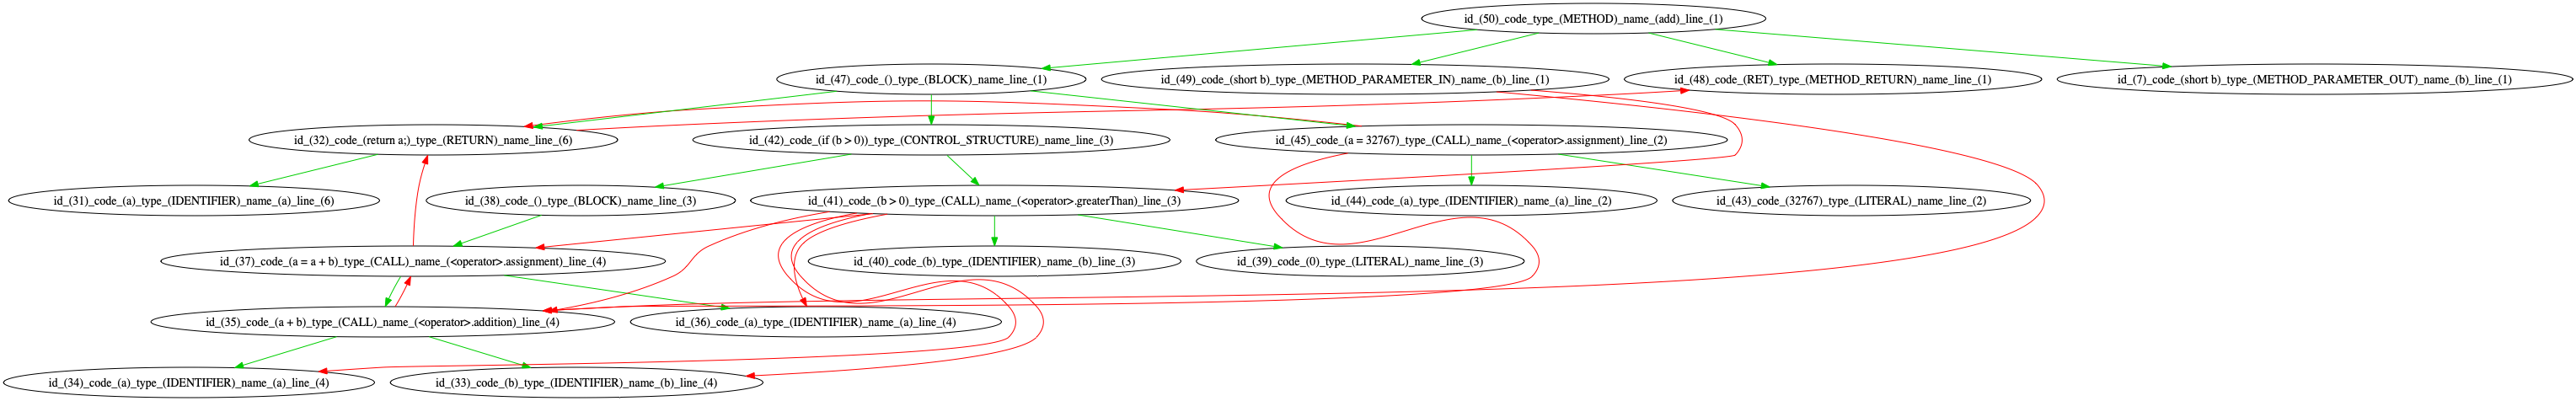 id_(50)_code_type_(METHOD)_name_(add)_line_(1)
id_(47)_code_()_type_(BLOCK)_name_line_(1)
id_(49)_code_(short b)_type_(METHOD_PARAMETER_IN)_name_(b)_line_(1)
id_(48)_code_(RET)_type_(METHOD_RETURN)_name_line_(1)
id_(7)_code_(short b)_type_(METHOD_PARAMETER_OUT)_name_(b)_line_(1)
id_(32)_code_(return a;)_type_(RETURN)_name_line_(6)
id_(42)_code_(if (b > 0))_type_(CONTROL_STRUCTURE)_name_line_(3)
id_(45)_code_(a = 32767)_type_(CALL)_name_(<operator>.assignment)_line_(2)
id_(31)_code_(a)_type_(IDENTIFIER)_name_(a)_line_(6)
id_(38)_code_()_type_(BLOCK)_name_line_(3)
id_(41)_code_(b > 0)_type_(CALL)_name_(<operator>.greaterThan)_line_(3)
id_(44)_code_(a)_type_(IDENTIFIER)_name_(a)_line_(2)
id_(43)_code_(32767)_type_(LITERAL)_name_line_(2)
id_(37)_code_(a = a + b)_type_(CALL)_name_(<operator>.assignment)_line_(4)
id_(40)_code_(b)_type_(IDENTIFIER)_name_(b)_line_(3)
id_(39)_code_(0)_type_(LITERAL)_name_line_(3)
id_(35)_code_(a + b)_type_(CALL)_name_(<operator>.addition)_line_(4)
id_(36)_code_(a)_type_(IDENTIFIER)_name_(a)_line_(4)
id_(34)_code_(a)_type_(IDENTIFIER)_name_(a)_line_(4)
id_(33)_code_(b)_type_(IDENTIFIER)_name_(b)_line_(4)